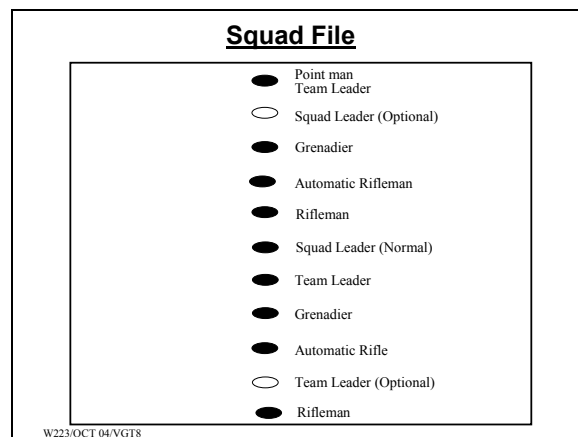 Squad File
Point man
Team Leader
Squad Leader (Optional)
Grenadier
Automatic Rifleman
Rifleman
Squad Leader (Normal)
Team Leader
Grenadier
Automatic Rifle
Team Leader (Optional)
Rifleman
W223/OCT 04/VGT8